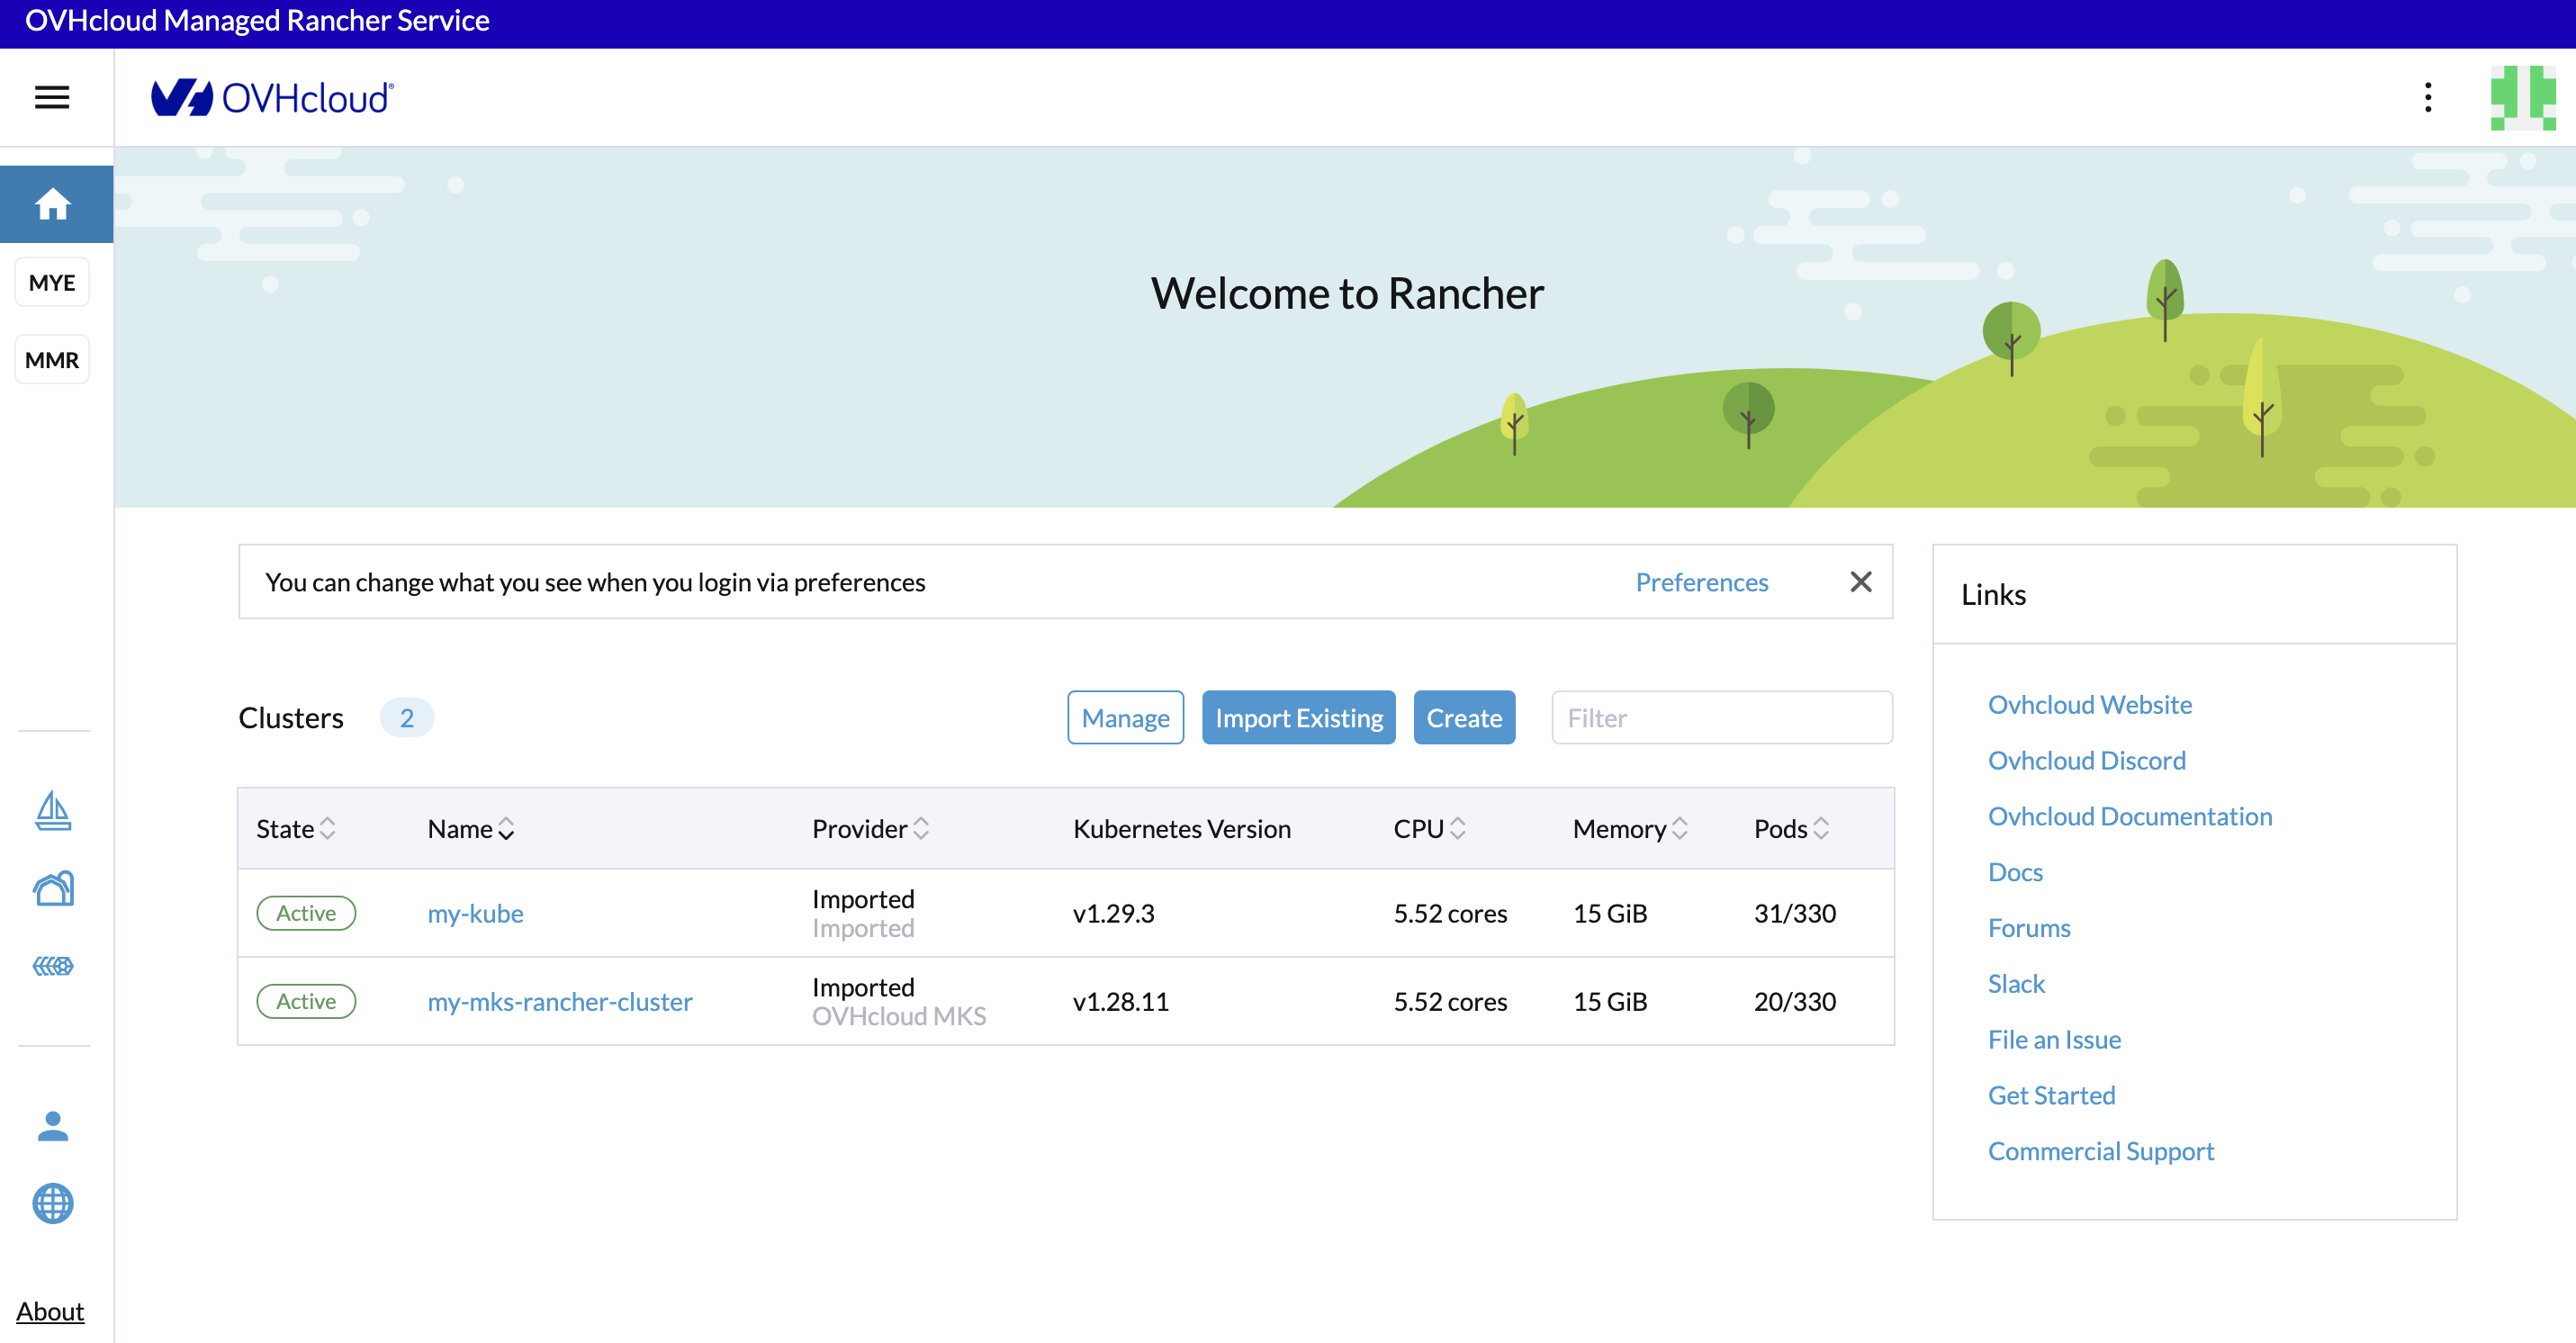 OVHcloud Managed Rancher Service
OVHcloud®
MYE
MMR
Welcome to Rancher
You can change what you see when you login via preferences Preferences
Links
Clusters 2 Manage Import Existing Create Filter
State Name Provider Kubernetes Version CPU Memory Pods
Active my-kube Imported v1.29.3 5.52 cores 15 GiB 31/330
Imported
Active my-mks-rancher-cluster Imported v1.28.11 5.52 cores 15 GiB 20/330
OVHcloud MKS
Ovhcloud Website
Ovhcloud Discord
Ovhcloud Documentation
Docs
Forums
Slack
File an Issue
Get Started
Commercial Support
About